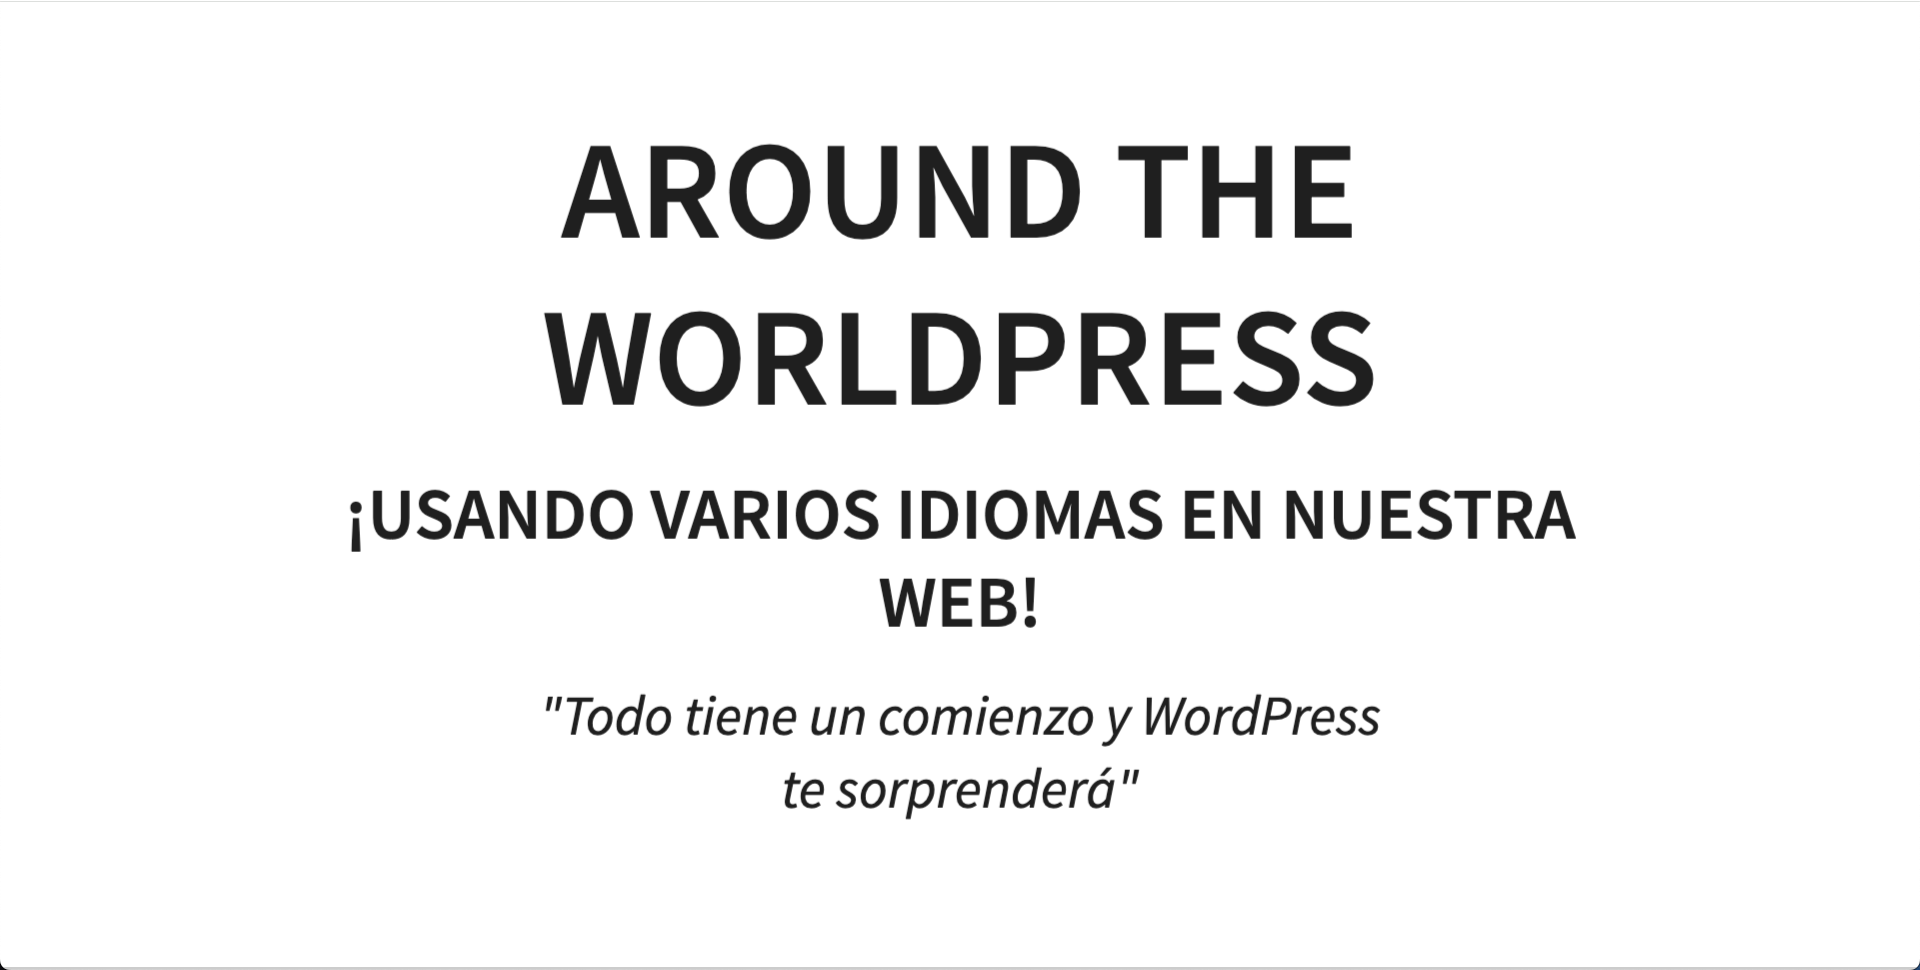 AROUND THE
WORLDPRESS
¡USANDO VARIOS IDIOMAS EN NUESTRA
WEB!
"Todo tiene un comienzo y WordPress
te sorprenderá"